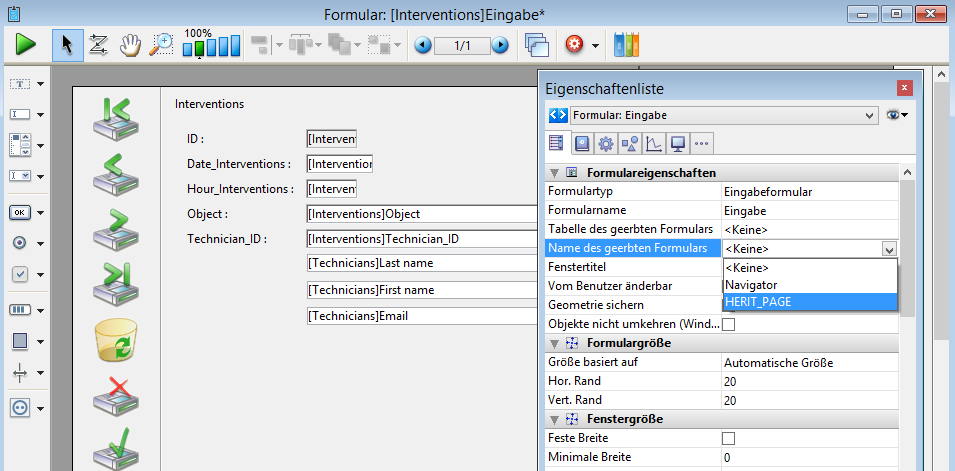 Formular: [Interventions]Eingabe*
100%
1/1
Interventions
ID :
[Interven
Date_Interventions :
[Intervention
Hour_Interventions :
[Interven
Object :
[Interventions]Object
Technician_ID :
[Interventions]Technician_ID
[Technicians]Last name
[Technicians]First name
[Technicians]Email
OK
Eigenschaftenliste
Formular: Eingabe
Formulareigenschaften
Formulartyp
Eingabeformular
Formularname
Eingabe
Tabelle des geerbten Formulars
<Keine>
Name des geerbten Formulars
<Keine>
<Keine>
Navigator
HERIT_PAGE
Fenstertitel
Vom Benutzer änderbar
Geometrie sichern
Objekte nicht umkehren (Wind...
Formulargröße
Größe basiert auf
Automatische Größe
Hor. Rand
20
Vert. Rand
20
Fenstergröße
Feste Breite
Minimale Breite
0